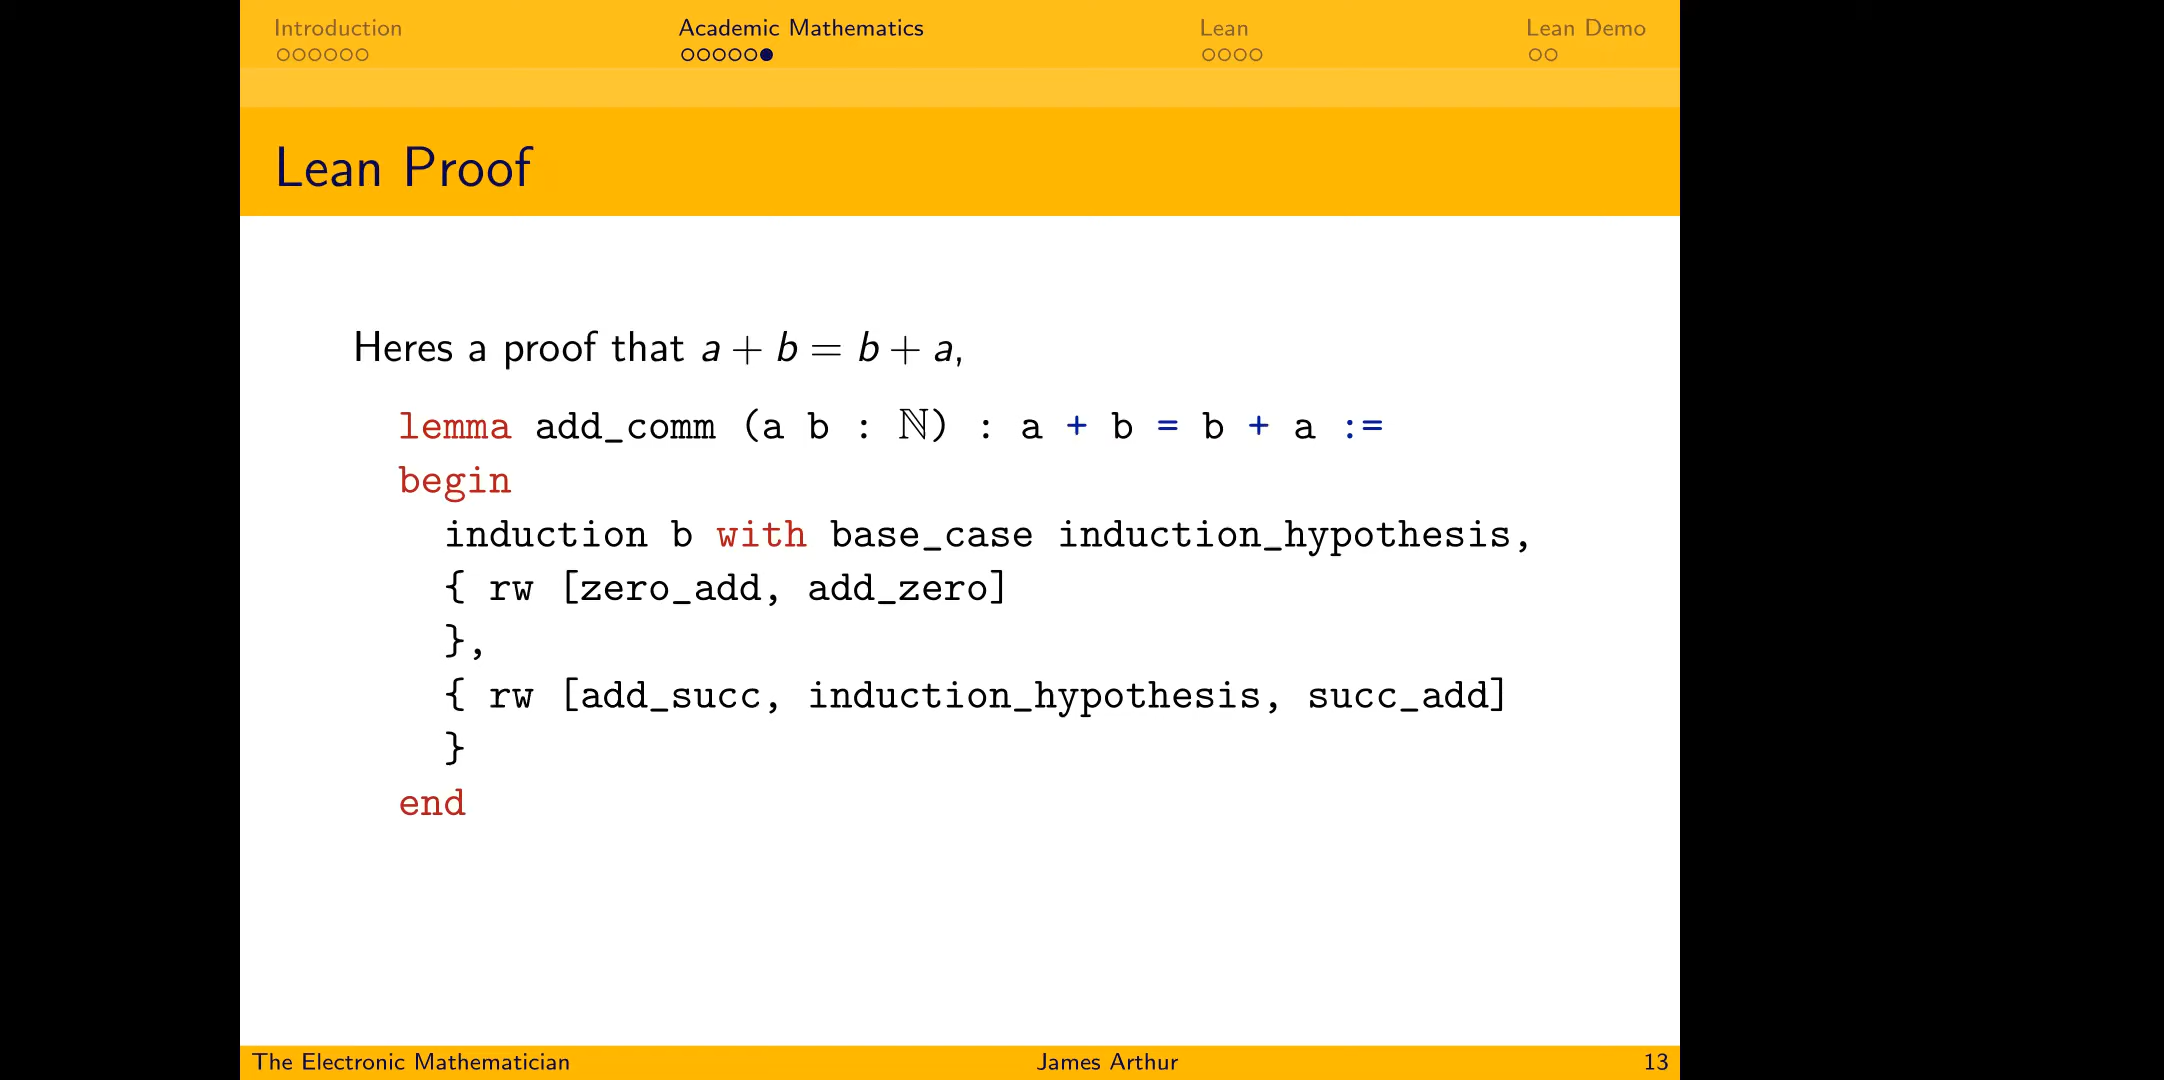 Introduction
Academic Mathematics
Lean
Lean Demo
Lean Proof
Heres a proof that a + b = b + a,
lemma add_comm (a b : ℕ) : a + b = b + a :=
begin
induction b with base_case induction_hypothesis,
{ rw [zero_add, add_zero]
},
{ rw [add_succ, induction_hypothesis, succ_add]
}
end
The Electronic Mathematician
James Arthur
13